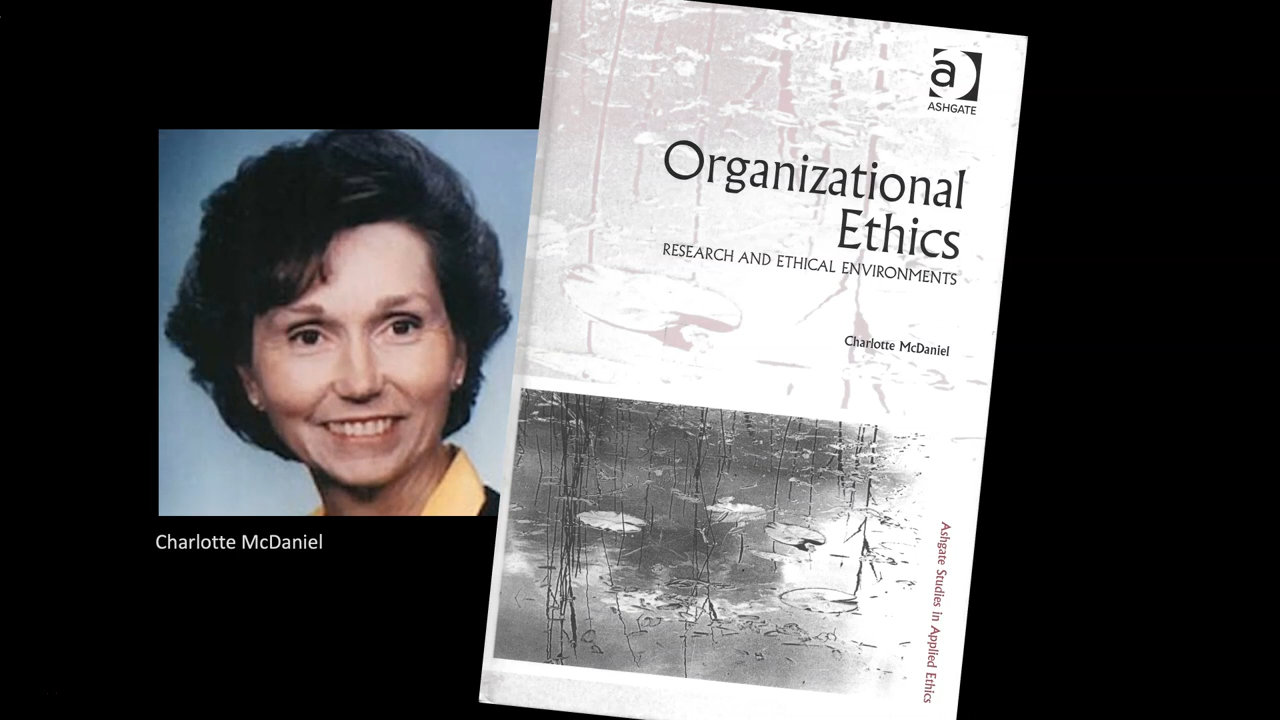 a
ASHGATE
Organizational
Ethics
RESEARCH AND ETHICAL ENVIRONMENTS
Charlotte McDaniel
Ashgate Studies in Applied Ethics
Charlotte McDaniel